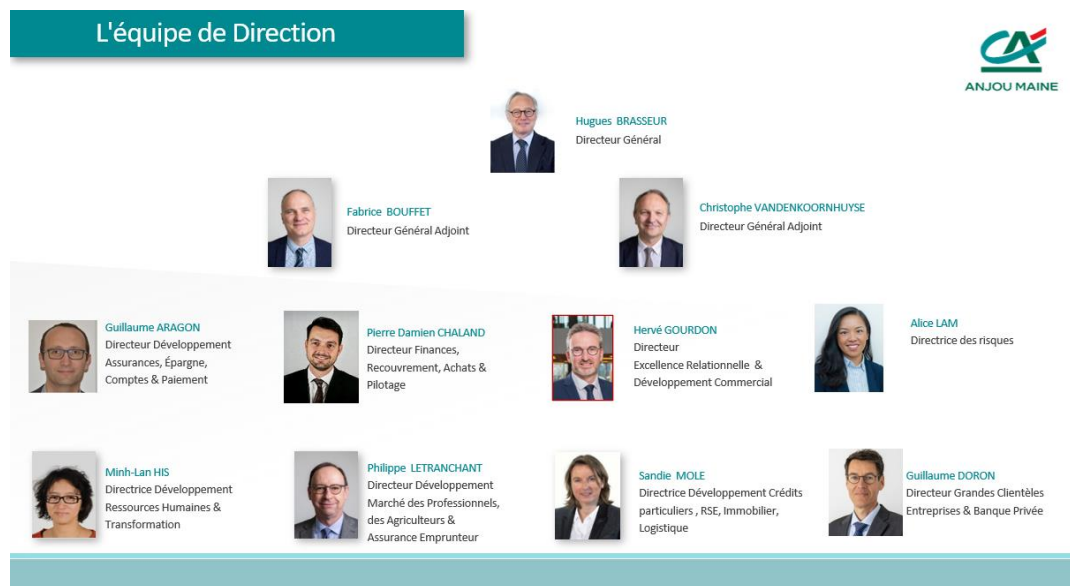 L'équipe de Direction
CA
ANJOU MAINE
Hugues BRASSEUR
Directeur Général
Fabrice BOUFFET
Directeur Général Adjoint
Christophe VANDENKOORNHUYSE
Directeur Général Adjoint
Guillaume ARAGON
Directeur Développement
Assurances, Épargne,
Comptes & Paiement
Pierre Damien CHALAND
Directeur Finances,
Recouvrement, Achats &
Pilotage
Hervé GOURDON
Directeur
Excellence Relationnelle &
Développement Commercial
Alice LAM
Directrice des risques
Minh-Lan HIS
Directrice Développement
Ressources Humaines &
Transformation
Philippe LETRANCHANT
Directeur Développement
Marché des Professionnels,
des Agriculteurs &
Assurance Emprunteur
Sandie MOLE
Directrice Développement Crédits
particuliers , RSE, Immobilier,
Logistique
Guillaume DORON
Directeur Grandes Clientèles
Entreprises & Banque Privée